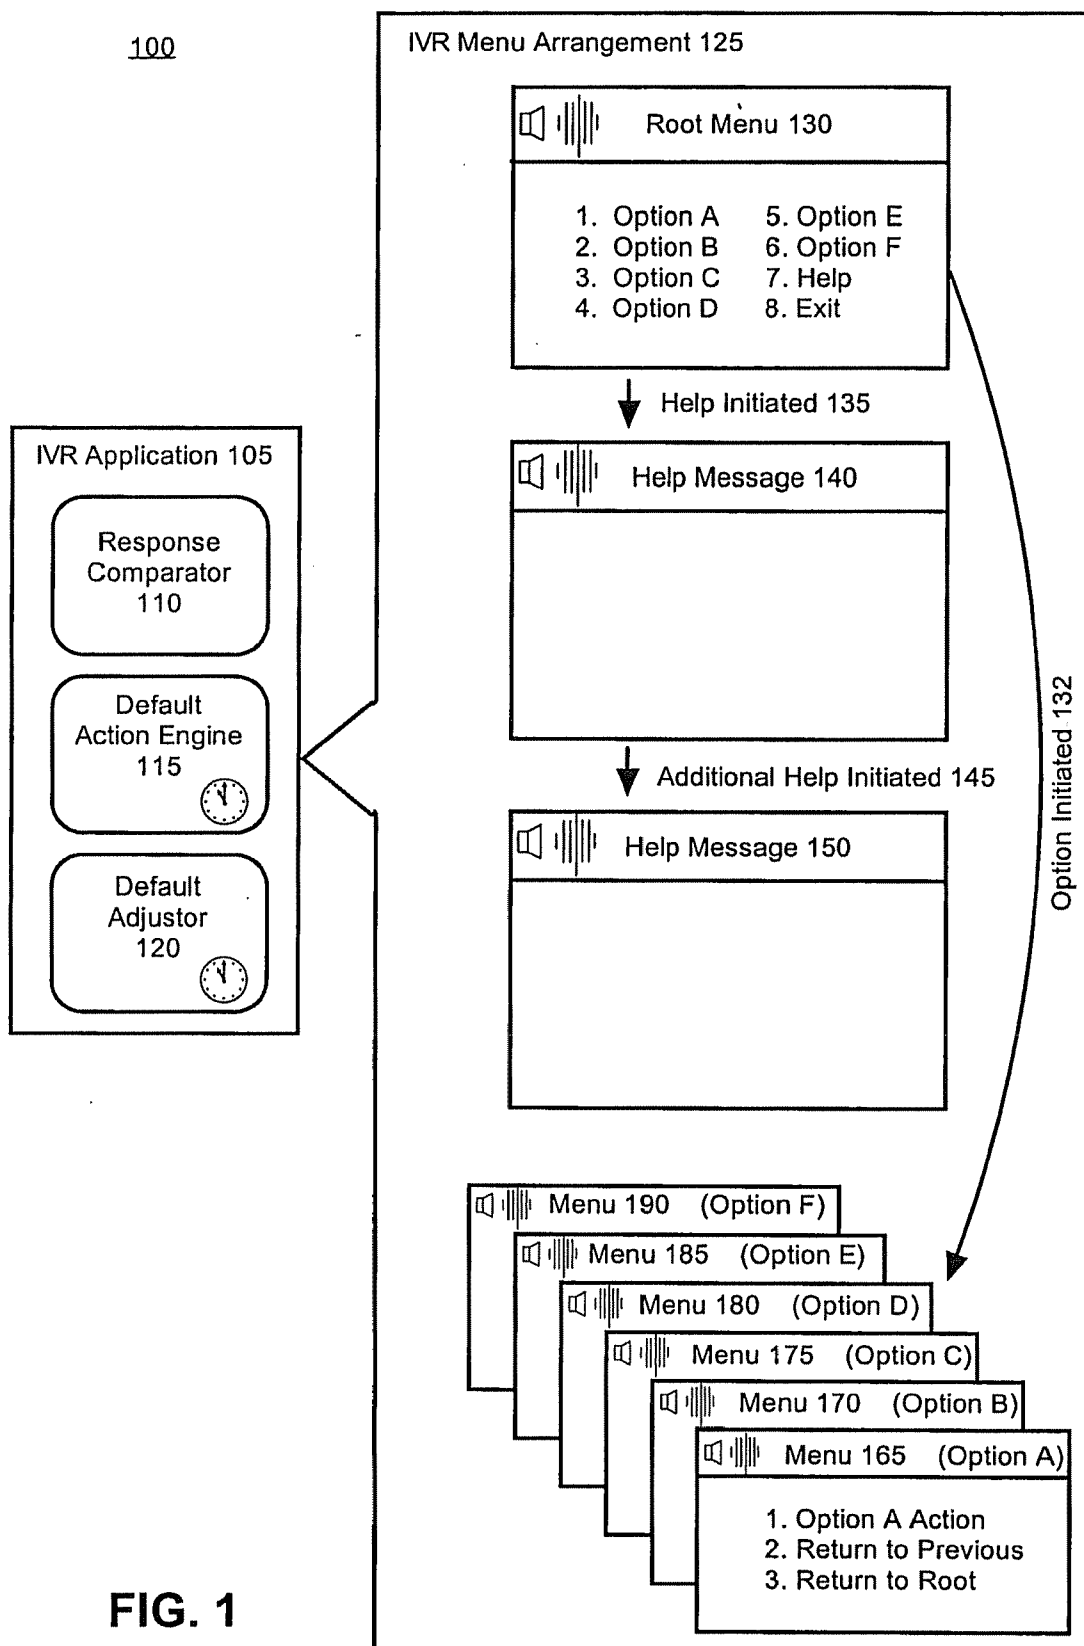 100
IVR Menu Arrangement 125
Root Menu 130
1. Option A
2. Option B
3. Option C
4. Option D
5. Option E
6. Option F
7. Help
8. Exit
Help Initiated 135
Help Message 140
Additional Help Initiated 145
Help Message 150
Option Initiated 132
IVR Application 105
Response
Comparator
110
Default
Action Engine
115
Default
Adjustor
120
Menu 190 (Option F)
Menu 185 (Option E)
Menu 180 (Option D)
Menu 175 (Option C)
Menu 170 (Option B)
Menu 165 (Option A)
1. Option A Action
2. Return to Previous
3. Return to Root
FIG. 1